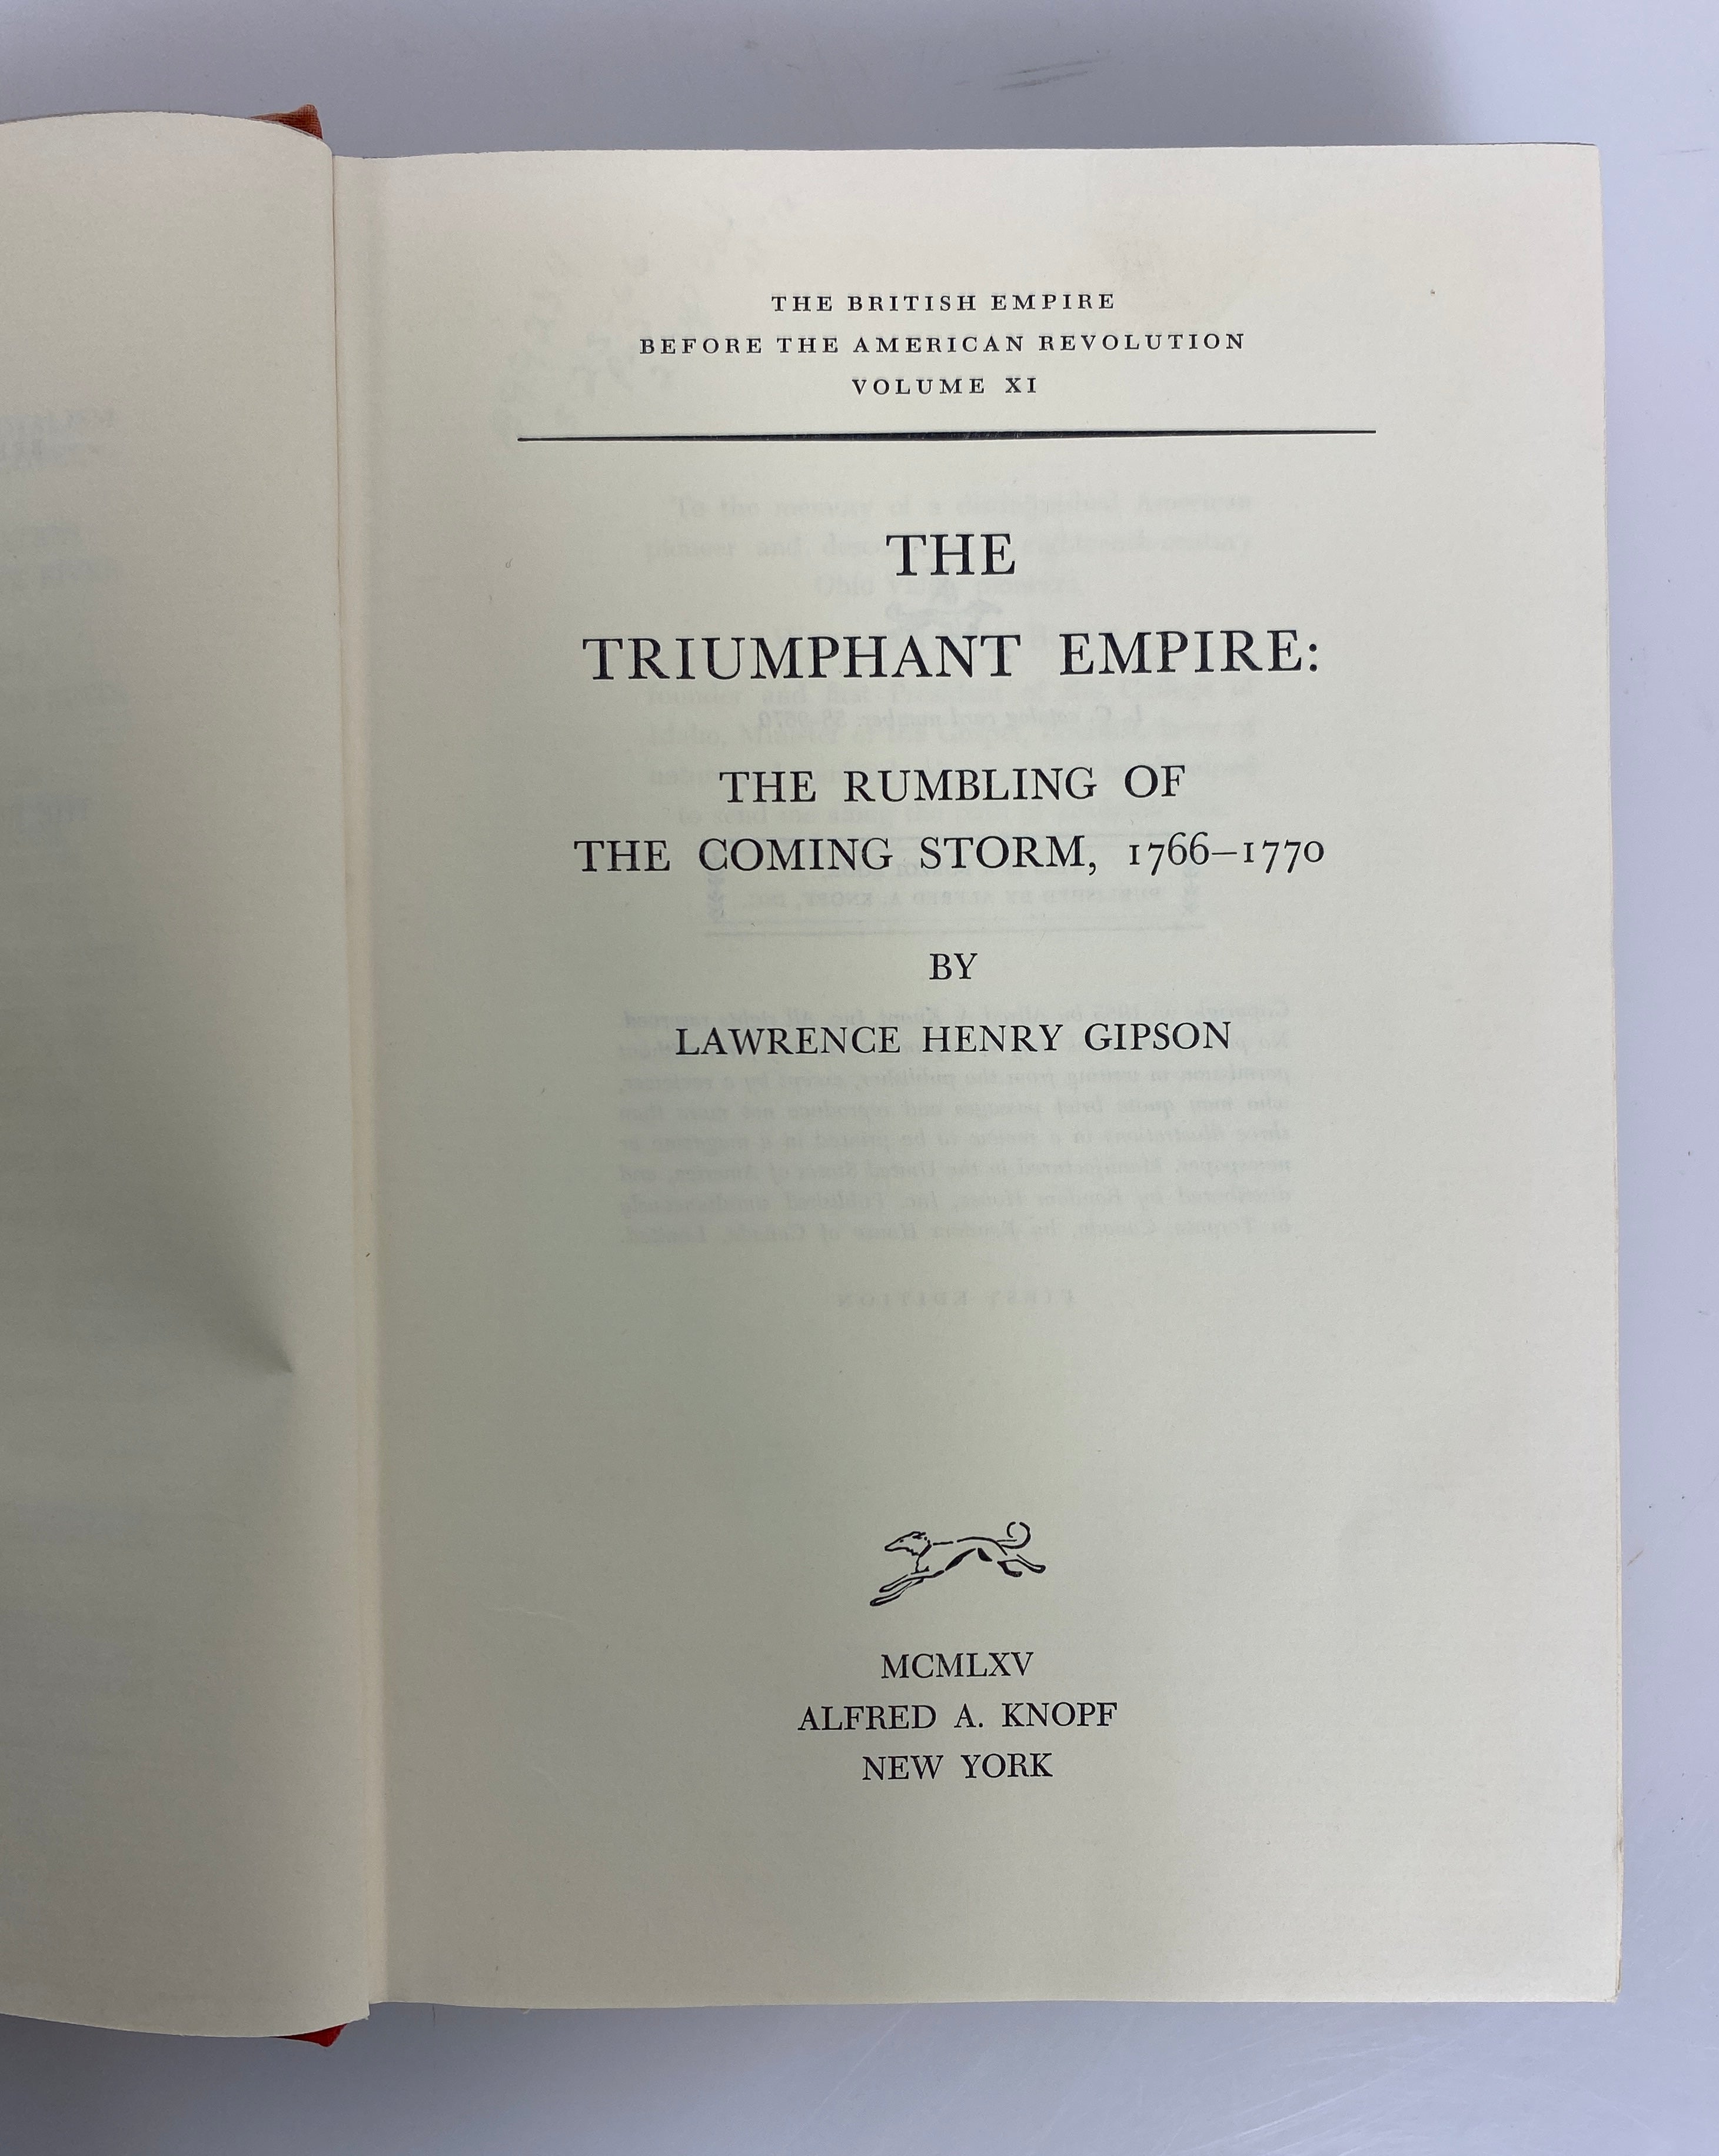 THE BRITISH EMPIRE
BEFORE THE AMERICAN REVOLUTION
VOLUME XI
THE
TRIUMPHANT EMPIRE:
THE RUMBLING OF
THE COMING STORM, 1766–1770
BY
LAWRENCE HENRY GIPSON
MCMLXV
ALFRED A. KNOPF
NEW YORK